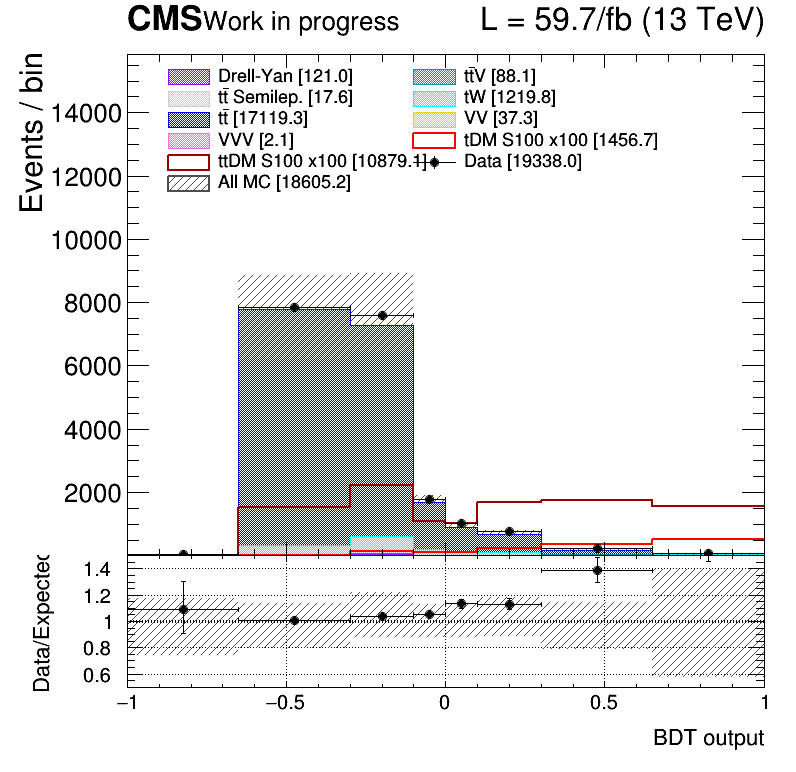 CMS Work in progress L = 59.7/fb (13 TeV)
Events / bin
Drell-Yan [121.0] tt̄V [88.1]
tt̄ Semilep. [17.6] tW [1219.8]
tt̄ [17119.3] VV [37.3]
VVV [2.1] tDM S100 x100 [1456.7]
ttDM S100 x100 [10879.1] Data [19338.0]
All MC [18605.2]
14000
12000
10000
8000
6000
4000
2000
Data/Expected
1.4
1.2
1
0.8
0.6
−1 −0.5 0 0.5 1
BDT output